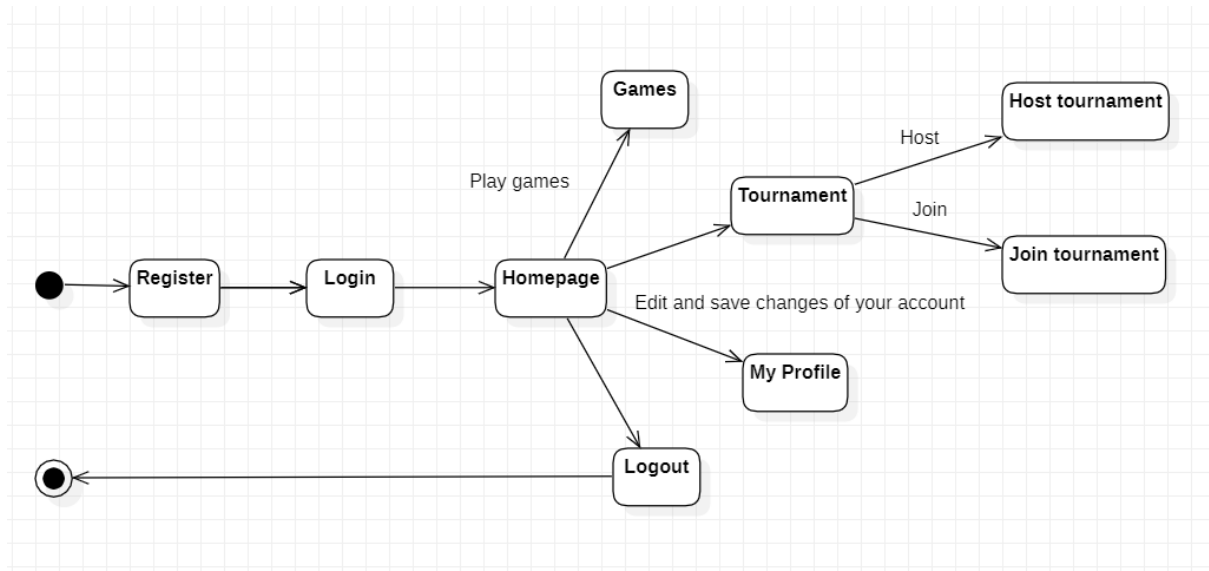 Games
Host tournament
Host
Play games
Tournament
Join
Join tournament
Register
Login
Homepage
Edit and save changes of your account
My Profile
Logout